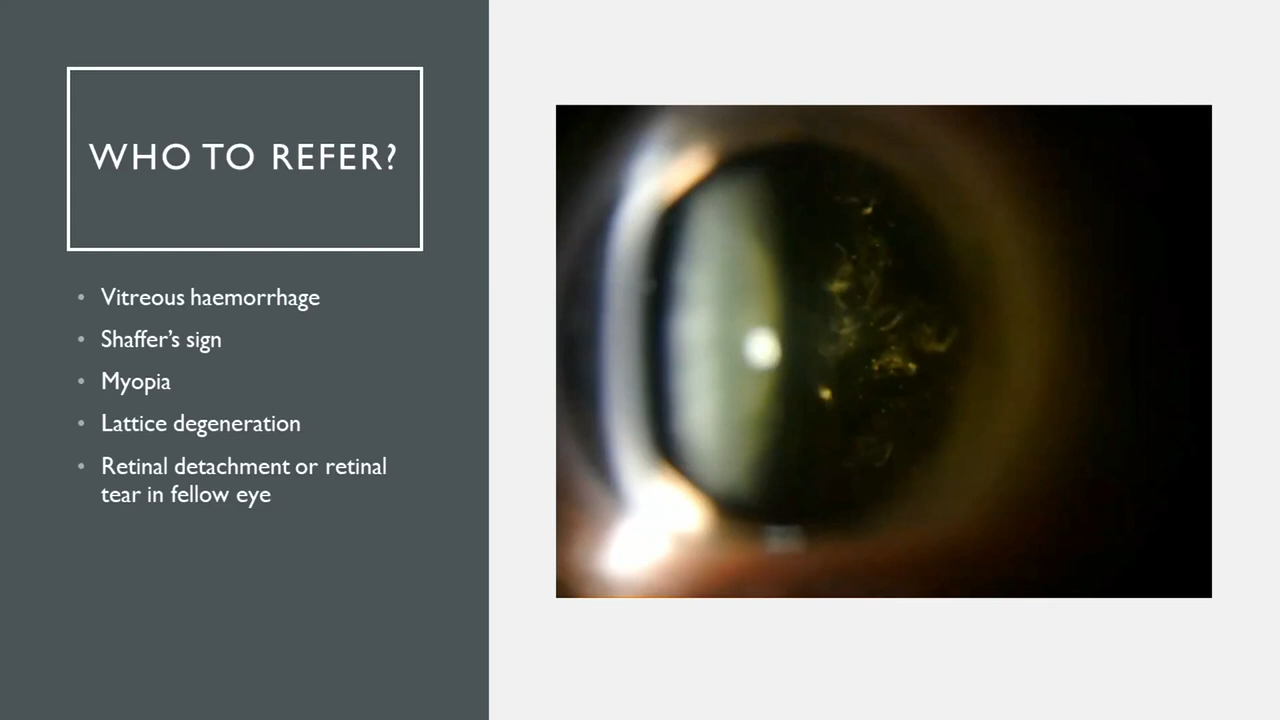 WHO TO REFER?
• Vitreous haemorrhage
• Shaffer's sign
• Myopia
• Lattice degeneration
• Retinal detachment or retinal
tear in fellow eye